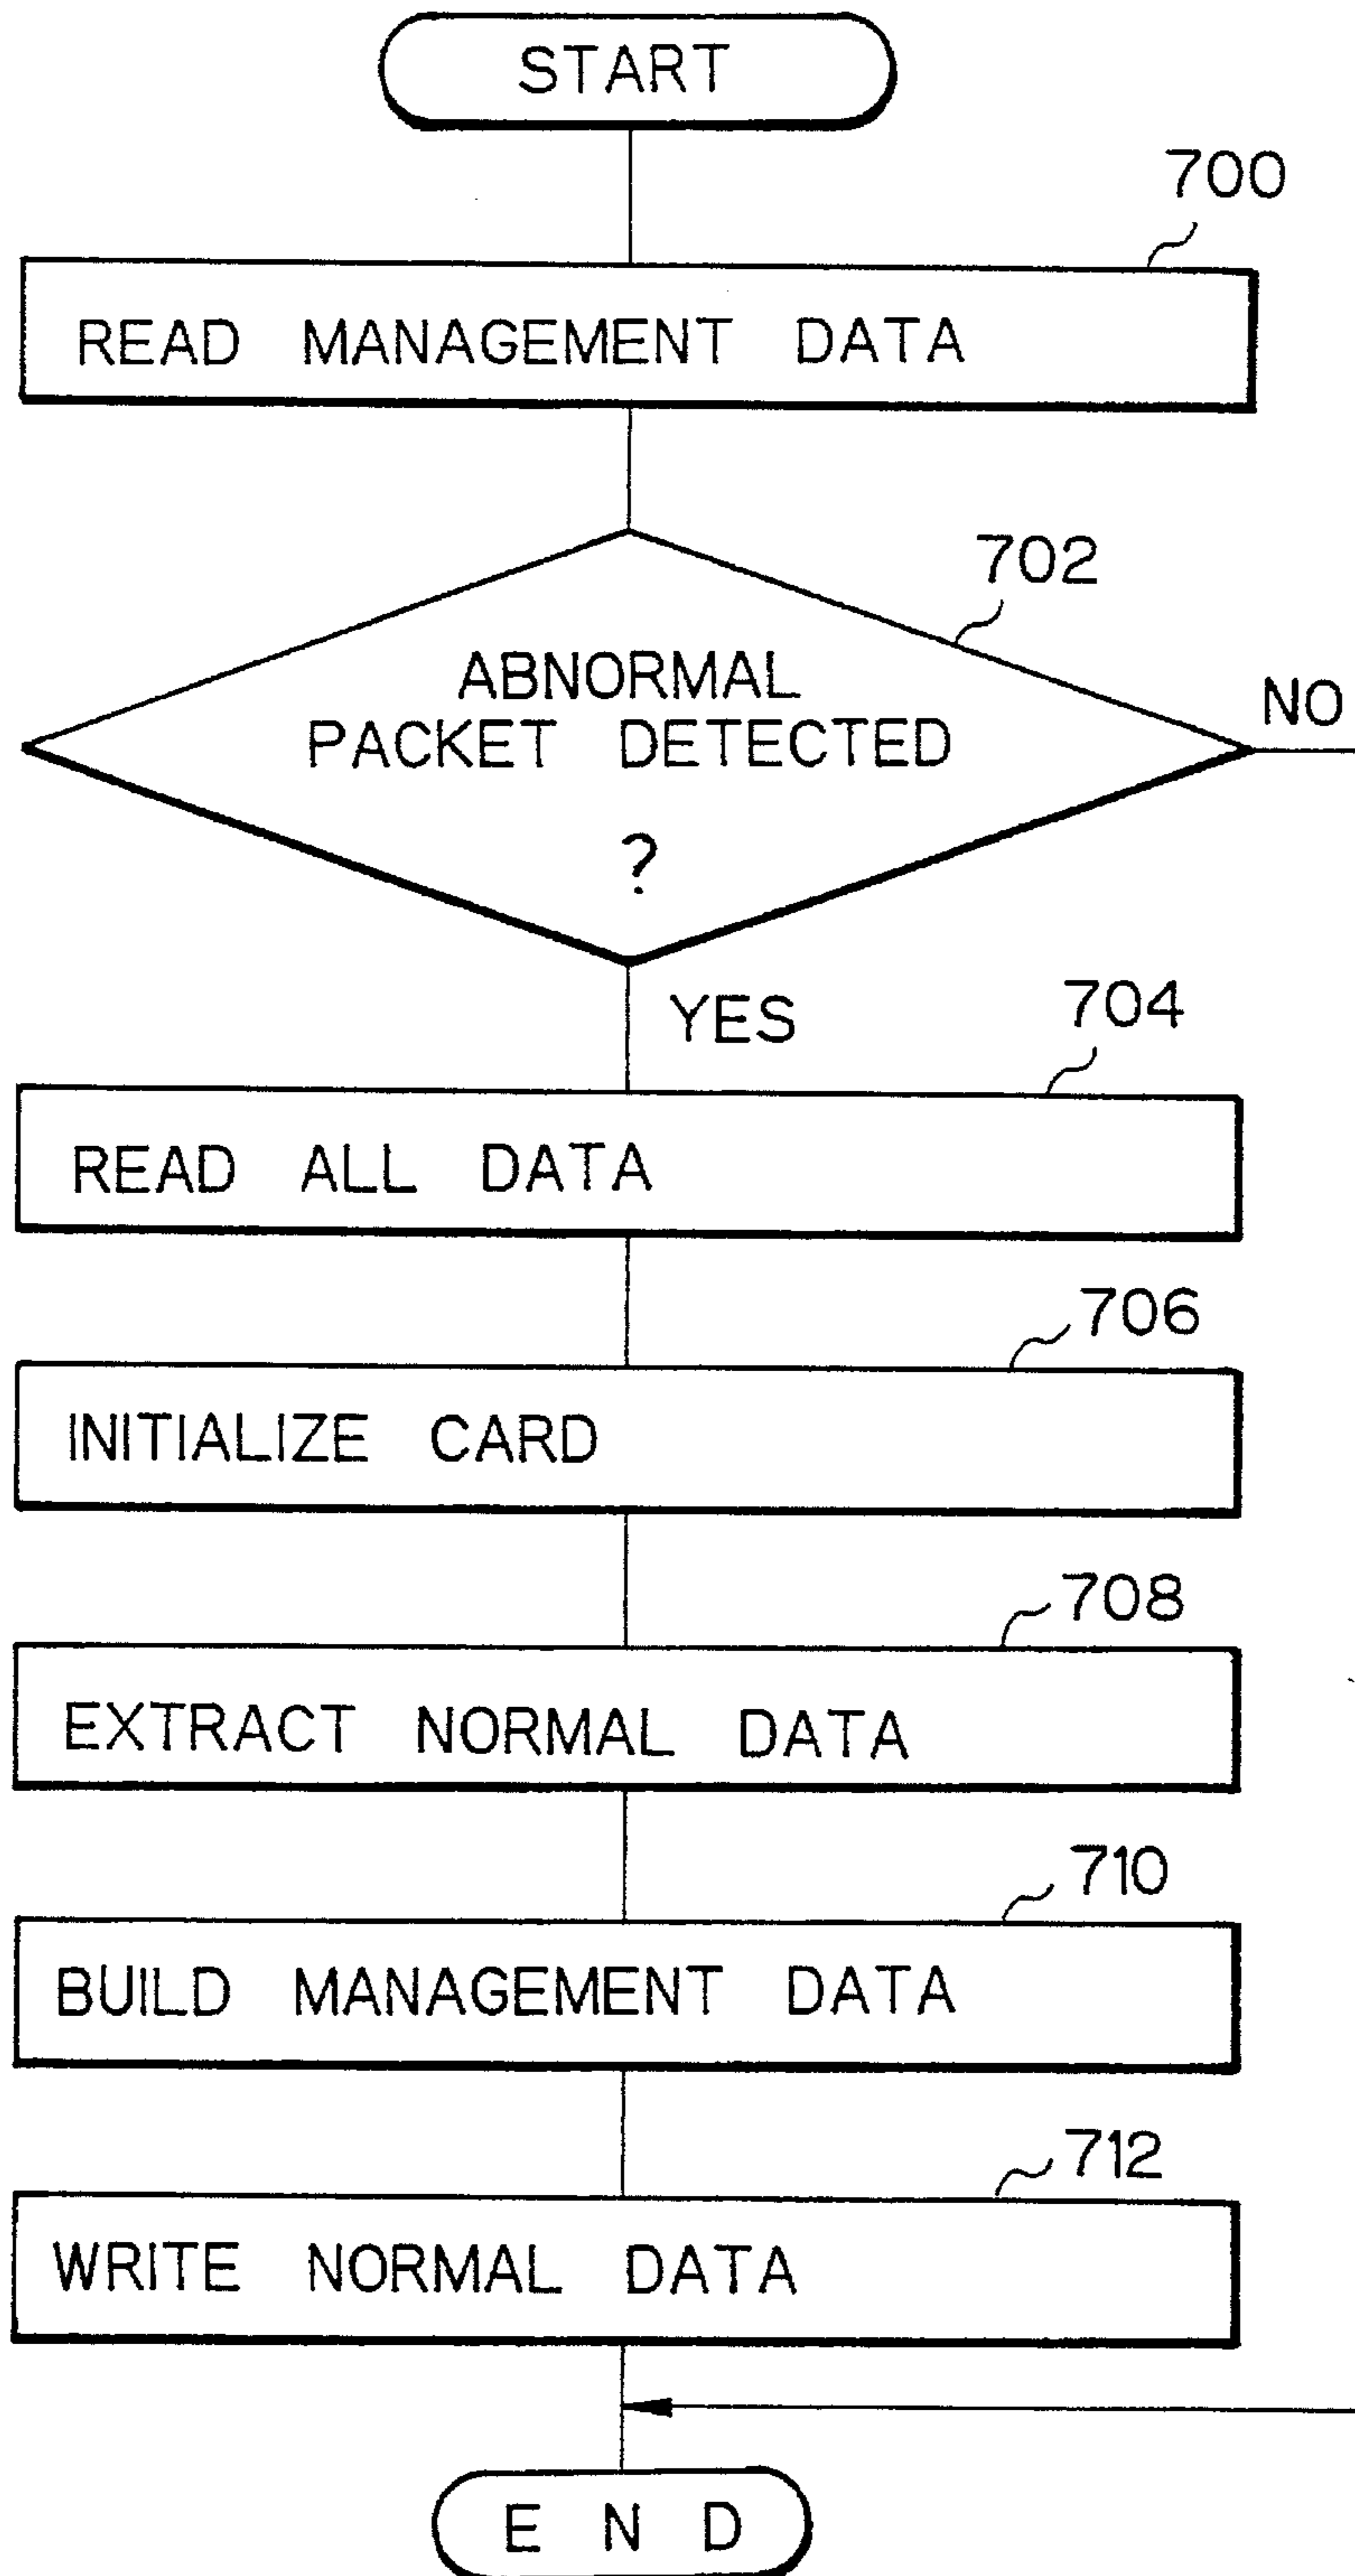 START
700
READ MANAGEMENT DATA
702
ABNORMAL
PACKET DETECTED
?
NO
YES
704
READ ALL DATA
706
INITIALIZE CARD
708
EXTRACT NORMAL DATA
710
BUILD MANAGEMENT DATA
712
WRITE NORMAL DATA
E N D